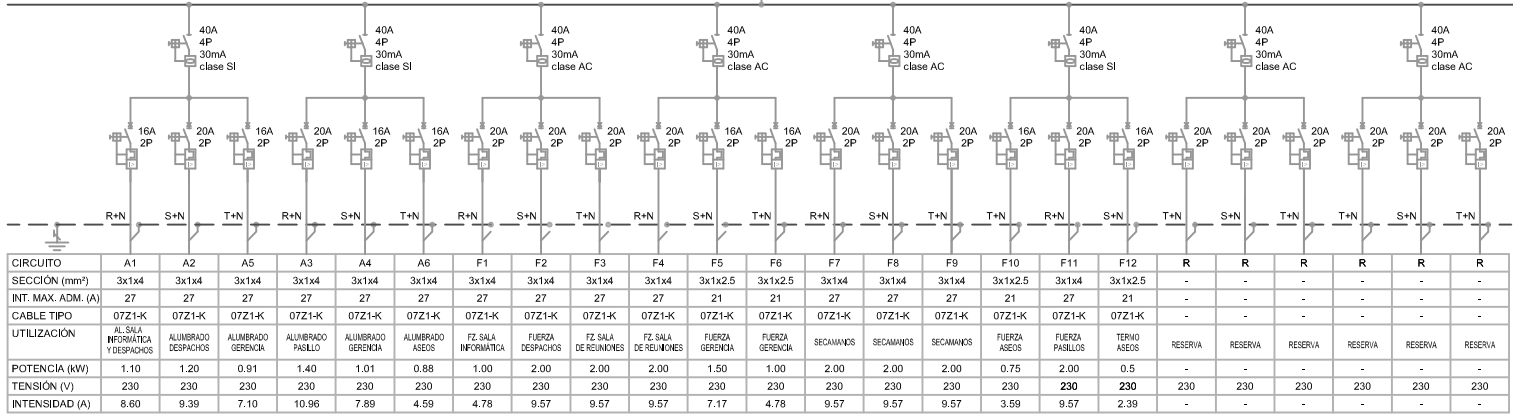 40A 40A 40A 40A 40A 40A 40A 40A
4P 4P 4P 4P 4P 4P 4P 4P
30mA 30mA 30mA 30mA 30mA 30mA 30mA 30mA
clase SI clase SI clase AC clase AC clase AC clase SI clase AC clase AC
16A 20A 16A 20A 16A 16A 20A 20A 20A 20A 20A 16A 20A 20A 20A 16A 20A 20A 20A 20A 20A 20A 20A 20A
2P 2P 2P 2P 2P 2P 2P 2P 2P 2P 2P 2P 2P 2P 2P 2P 2P 2P 2P 2P 2P 2P 2P 2P
R+N S+N T+N R+N S+N T+N R+N S+N T+N R+N S+N T+N R+N S+N T+N T+N R+N S+N T+N S+N T+N T+N S+N T+N
CIRCUITO A1 A2 A5 A3 A4 A6 F1 F2 F3 F4 F5 F6 F7 F8 F9 F10 F11 F12 R R R R R R
SECCIÓN (mm²) 3x1x4 3x1x4 3x1x4 3x1x4 3x1x4 3x1x4 3x1x4 3x1x4 3x1x4 3x1x4 3x1x2.5 3x1x2.5 3x1x4 3x1x4 3x1x4 3x1x2.5 3x1x4 3x1x2.5 - - - - - -
INT. MAX. ADM. (A) 27 27 27 27 27 27 27 27 27 27 21 21 27 27 27 21 27 21 - - - - - -
CABLE TIPO 07Z1-K 07Z1-K 07Z1-K 07Z1-K 07Z1-K 07Z1-K 07Z1-K 07Z1-K 07Z1-K 07Z1-K 07Z1-K 07Z1-K 07Z1-K 07Z1-K 07Z1-K 07Z1-K 07Z1-K 07Z1-K - - - - - -
UTILIZACIÓN AL. SALA INFORMÁTICA Y DESPACHOS ALUMBRADO DESPACHOS ALUMBRADO GERENCIA ALUMBRADO PASILLO ALUMBRADO GERENCIA ALUMBRADO ASEOS FZ. SALA INFORMÁTICA FUERZA DESPACHOS FZ. SALA DE REUNIONES FZ. SALA DE REUNIONES FUERZA GERENCIA FUERZA GERENCIA SECAMANOS SECAMANOS SECAMANOS FUERZA ASEOS FUERZA PASILLOS TERMO ASEOS RESERVA RESERVA RESERVA RESERVA RESERVA RESERVA
POTENCIA (kW) 1.10 1.20 0.91 1.40 1.01 0.88 1.00 2.00 2.00 2.00 1.50 1.00 2.00 2.00 2.00 0.75 2.00 0.5 - - - - - -
TENSIÓN (V) 230 230 230 230 230 230 230 230 230 230 230 230 230 230 230 230 230 230 230 230 230 230 230 230
INTENSIDAD (A) 8.60 9.39 7.10 10.96 7.89 4.59 4.78 9.57 9.57 9.57 7.17 4.78 9.57 9.57 9.57 3.59 9.57 2.39 - - - - - -